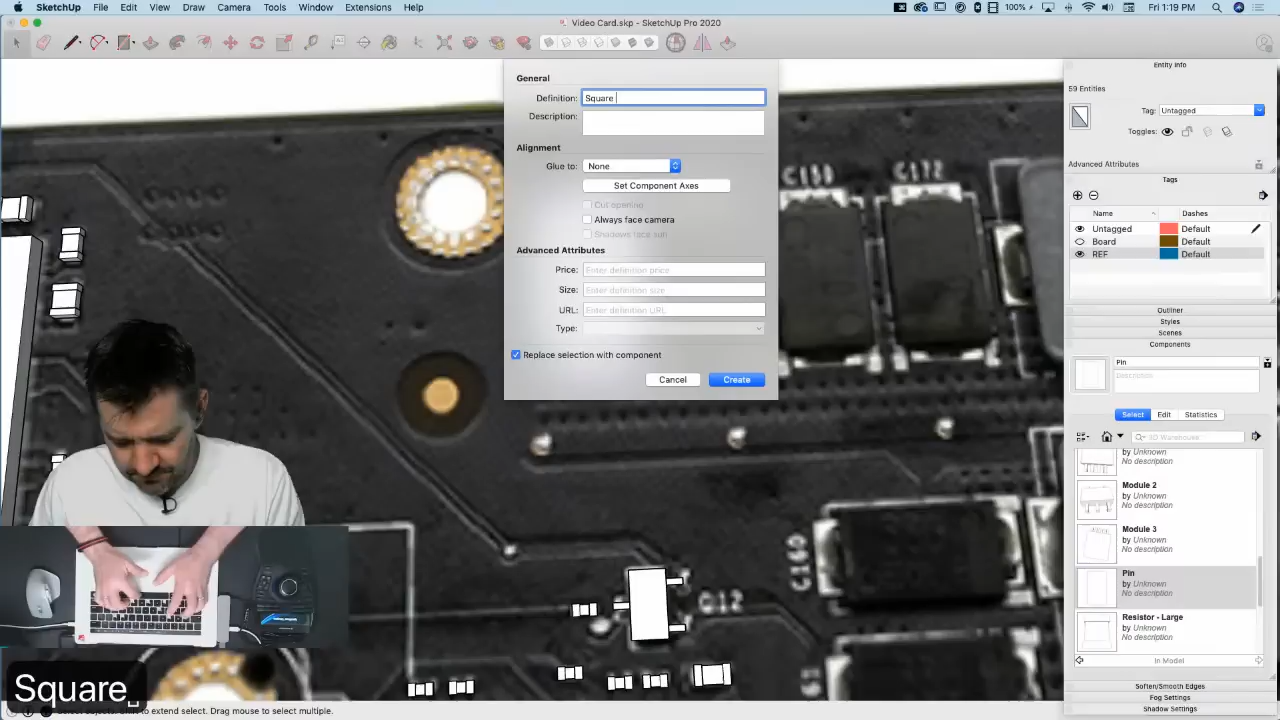 SketchUp File Edit View Draw Camera Tools Window Extensions Help
100% Fri 1:19 PM
Video Card.skp - SketchUp Pro 2020
General
Definition: Square
Description:
Alignment
Glue to: None
Set Component Axes
Cut opening
Always face camera
Shadows face sun
Advanced Attributes
Price: Enter definition price
Size: Enter definition size
URL: Enter definition URL
Type:
Replace selection with component
Cancel Create
Entity Info
59 Entities
Tag: Untagged
Toggles:
Advanced Attributes
Tags
Name Dashes
Untagged Default
Board Default
REF Default
Outliner
Styles
Scenes
Components
Pin
Description
Select Edit Statistics
3D Warehouse
by Unknown
No description
Module 2
by Unknown
No description
Module 3
by Unknown
No description
Pin
by Unknown
No description
Resistor - Large
by Unknown
No description
In Model
Soften/Smooth Edges
Fog Settings
Shadow Settings
C172
C160
Square
to extend select. Drag mouse to select multiple.